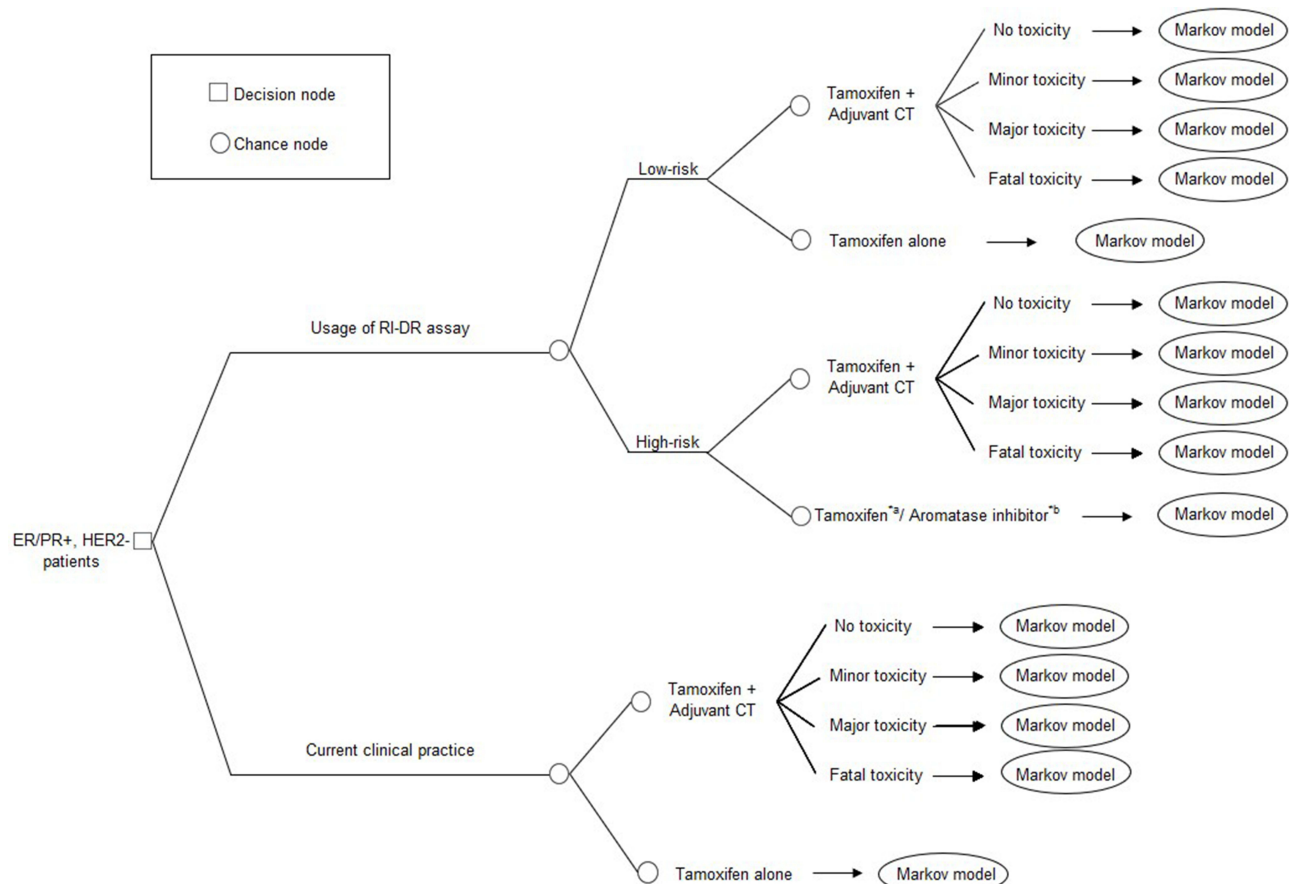 Decision node
Chance node
No toxicity
Markov model
Minor toxicity
Markov model
Tamoxifen +
Adjuvant CT
Major toxicity
Markov model
Fatal toxicity
Markov model
Low-risk
Tamoxifen alone
Markov model
Usage of RI-DR assay
No toxicity
Markov model
Minor toxicity
Markov model
Tamoxifen +
Adjuvant CT
Major toxicity
Markov model
Fatal toxicity
Markov model
High-risk
Tamoxifen*a/ Aromatase inhibitor*b
Markov model
ER/PR+, HER2-
patients
No toxicity
Markov model
Minor toxicity
Markov model
Tamoxifen +
Adjuvant CT
Major toxicity
Markov model
Fatal toxicity
Markov model
Current clinical practice
Tamoxifen alone
Markov model